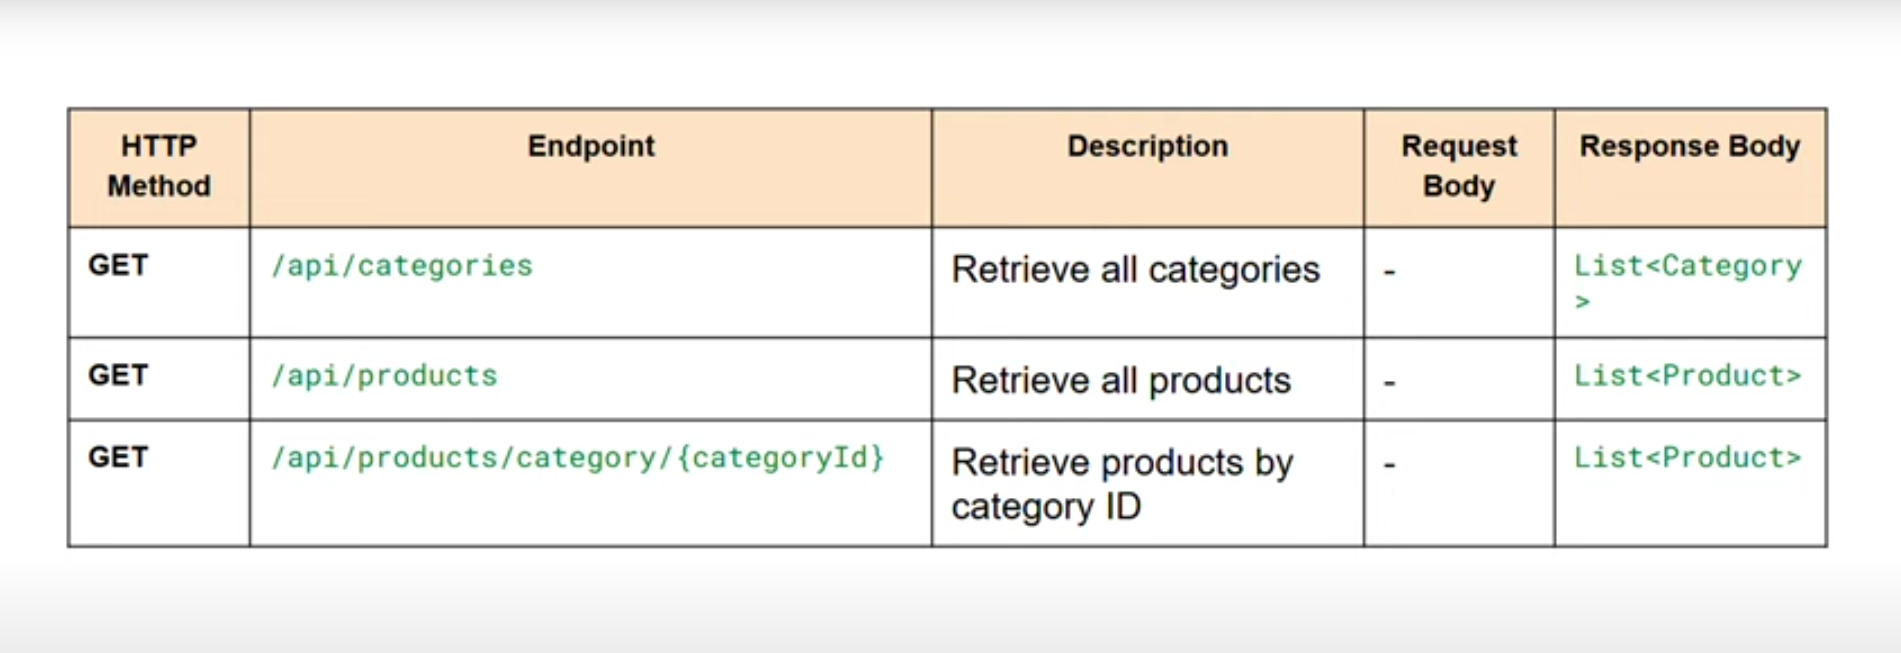 HTTP Method
Endpoint
Description
Request Body
Response Body
GET
/api/categories
Retrieve all categories
-
List<Category
>
GET
/api/products
Retrieve all products
-
List<Product>
GET
/api/products/category/{categoryId}
Retrieve products by
category ID
-
List<Product>